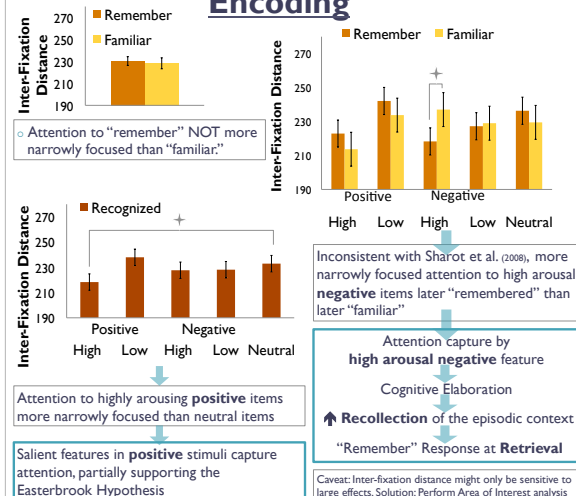 Encoding
Remember
Familiar
Inter-Fixation
Distance
270
250
230
210
190
Attention to “remember” NOT more
narrowly focused than “familiar.”
Remember Familiar
Inter-Fixation Distance
270
250
230
210
190
Positive Negative
High Low High Low Neutral
Recognized
Inter-Fixation Distance
270
250
230
210
190
Positive Negative
High Low High Low Neutral
Attention to highly arousing positive items
more narrowly focused than neutral items
Salient features in positive stimuli capture
attention, partially supporting the
Easterbrook Hypothesis
Inconsistent with Sharot et al. (2008), more
narrowly focused attention to high arousal
negative items later “remembered” than
later “familiar”
Attention capture by
high arousal negative feature
Cognitive Elaboration
Recollection of the episodic context
“Remember” Response at Retrieval
Caveat: Inter-fixation distance might only be sensitive to
large effects. Solution: Perform Area of Interest analysis